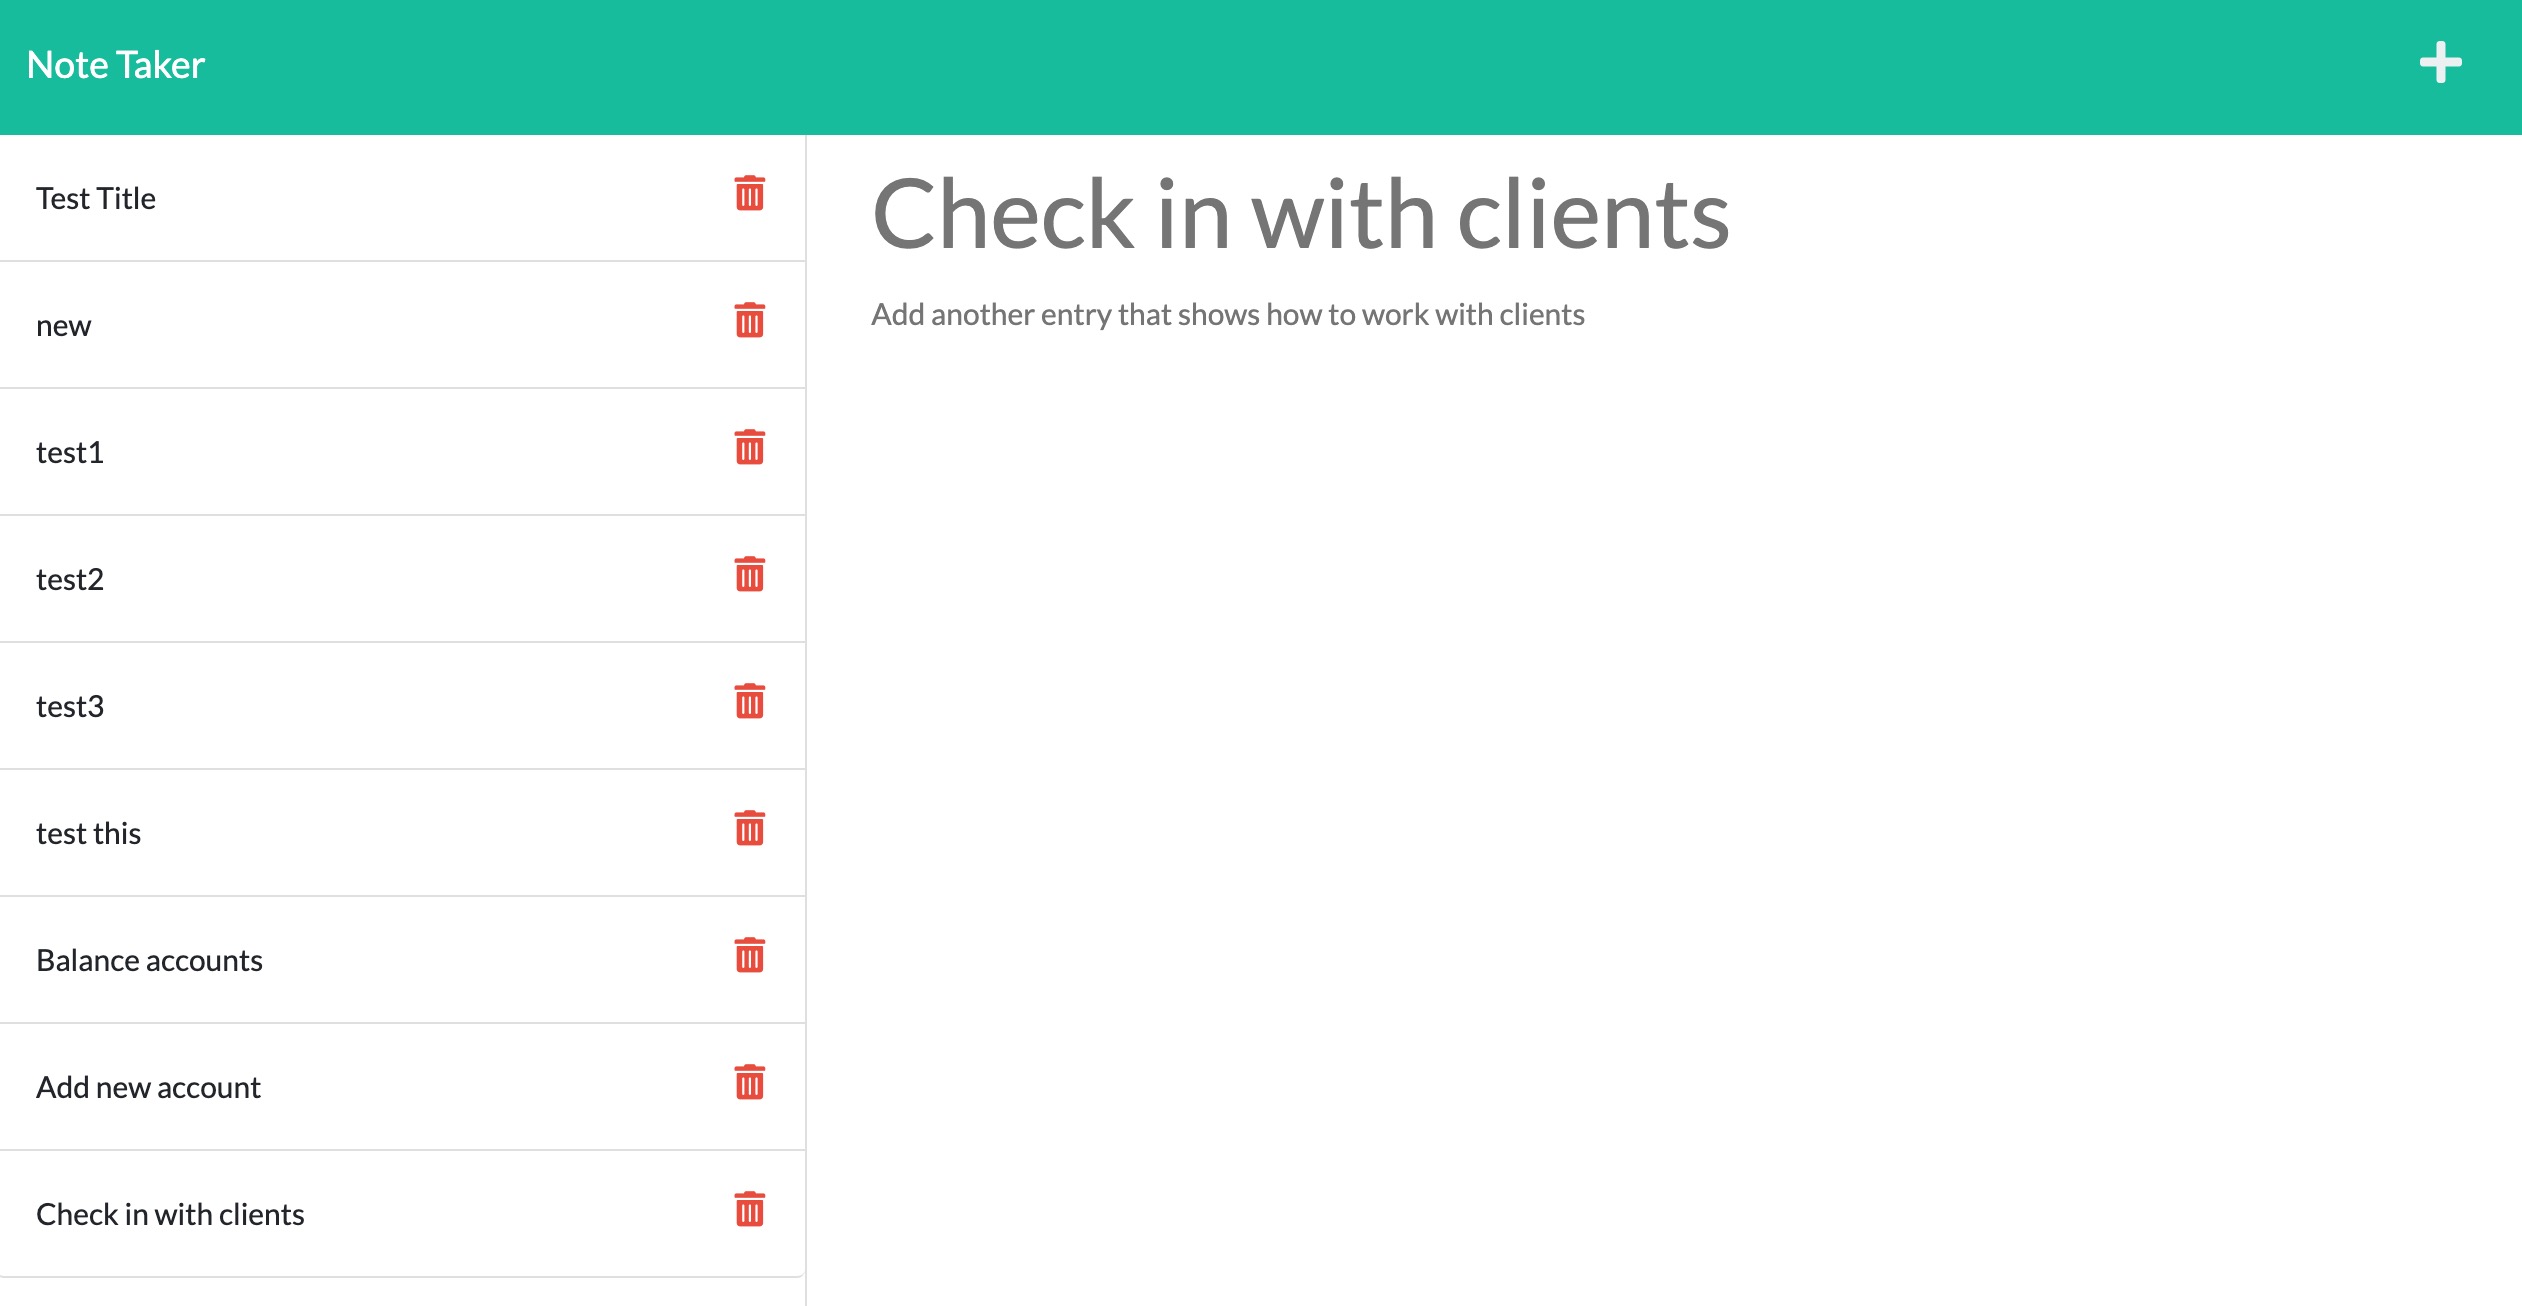 Note Taker
Test Title
new
test1
test2
test3
test this
Balance accounts
Add new account
Check in with clients
Check in with clients
Add another entry that shows how to work with clients